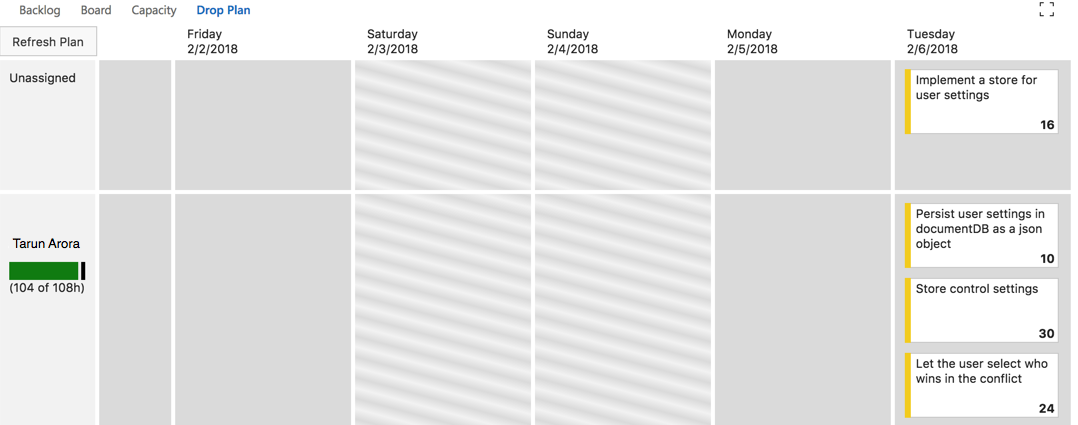 Backlog Board Capacity Drop Plan
Refresh Plan
Friday
2/2/2018
Saturday
2/3/2018
Sunday
2/4/2018
Monday
2/5/2018
Tuesday
2/6/2018
Unassigned
Implement a store for
user settings
16
Tarun Arora
(104 of 108h)
Persist user settings in
documentDB as a json
object
10
Store control settings
30
Let the user select who
wins in the conflict
24